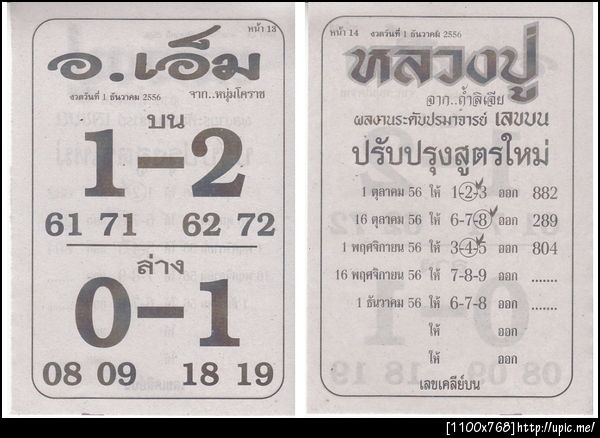 หน้า 13
อ.เอ็ม
งวดวันที่ 1 ธันวาคม 2556
จาก..หนุ่มโคราช
บน
1-2
61 71 62 72
ล่าง
0-1
08 09 18 19
หน้า 14
งวดวันที่ 1 ธันวาคม 2556
หลวงปู่
จาก..ถ้ำลิเจีย
ผลงานระดับปรมาจารย์ เลขบน
ปรับปรุงสูตรใหม่
1 ตุลาคม 56 ให้ 1-2-3 ออก 882
16 ตุลาคม 56 ให้ 6-7-8 ออก 289
1 พฤศจิกายน 56 ให้ 3-4-5 ออก 804
16 พฤศจิกายน 56 ให้ 7-8-9 ออก .......
1 ธันวาคม 56 ให้ 6-7-8 ออก .......
ให้ ออก
ให้ ออก
เลขเคลีย์บน
[1100x768]http://upic.me/